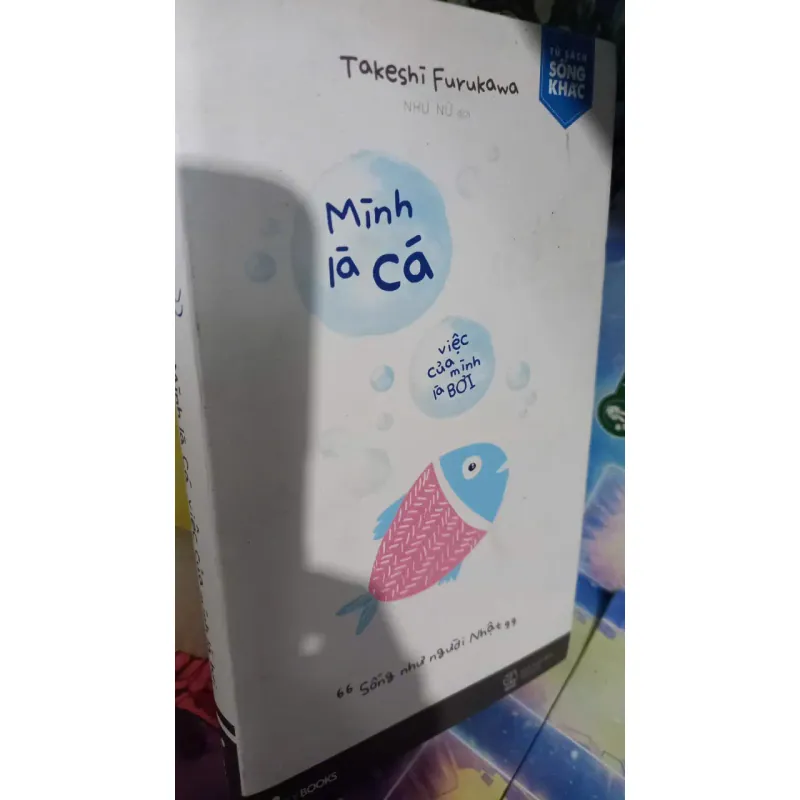 TỦ SÁCH
SỐNG
KHÁC
Takeshi Furukawa
NHƯ NỮ dịch
Mình
là cá
việc
của mình
là BƠI
“Sống như người Nhật”
BOOKS